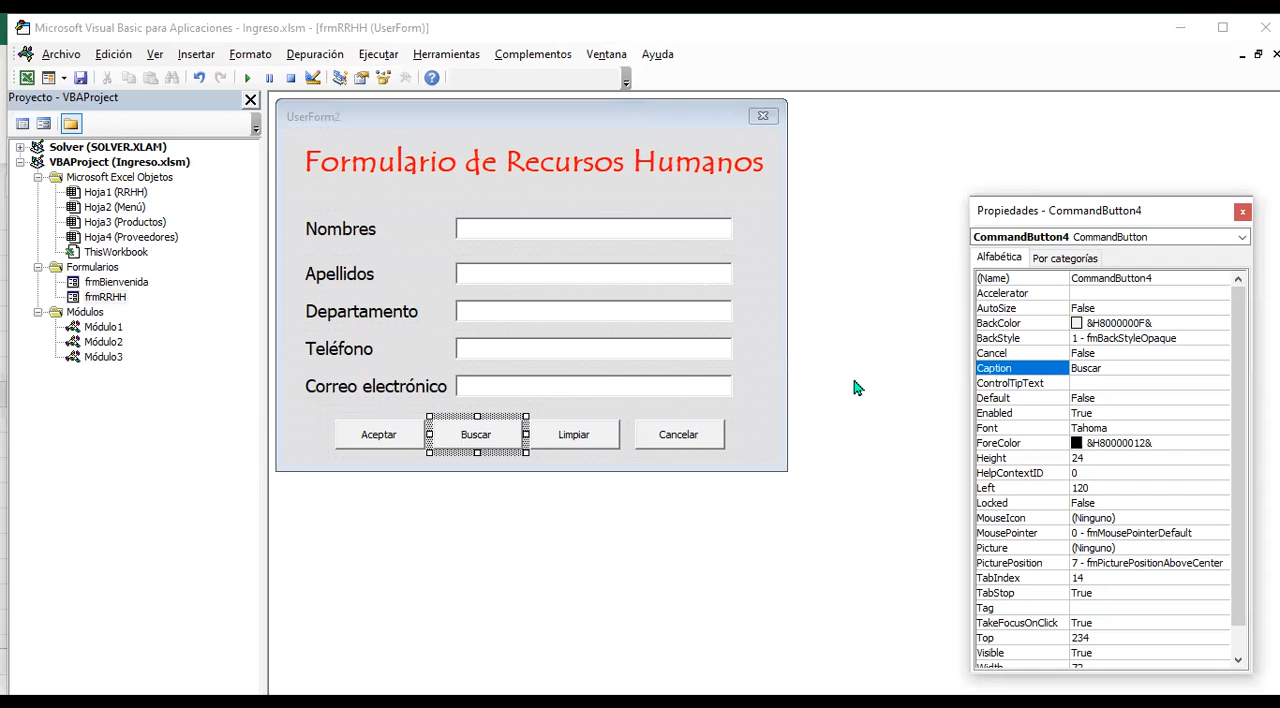 Microsoft Visual Basic para Aplicaciones - Ingreso.xlsm - [frmRRHH (UserForm)]
Archivo Edición Ver Insertar Formato Depuración Ejecutar Herramientas Complementos Ventana Ayuda
Proyecto - VBAProject
Solver (SOLVER.XLAM)
VBAProject (Ingreso.xlsm)
Microsoft Excel Objetos
Hoja1 (RRHH)
Hoja2 (Menú)
Hoja3 (Productos)
Hoja4 (Proveedores)
ThisWorkbook
Formularios
frmBienvenida
frmRRHH
Módulos
Módulo1
Módulo2
Módulo3
UserForm2
Formulario de Recursos Humanos
Nombres
Apellidos
Departamento
Teléfono
Correo electrónico
Aceptar Buscar Limpiar Cancelar
Propiedades - CommandButton4
CommandButton4 CommandButton
Alfabética Por categorías
(Name) CommandButton4
Accelerator
AutoSize False
BackColor &H8000000F&
BackStyle 1 - fmBackStyleOpaque
Cancel False
Caption Buscar
ControlTipText
Default False
Enabled True
Font Tahoma
ForeColor &H80000012&
Height 24
HelpContextID 0
Left 120
Locked False
MouseIcon (Ninguno)
MousePointer 0 - fmMousePointerDefault
Picture (Ninguno)
PicturePosition 7 - fmPicturePositionAboveCenter
TabIndex 14
TabStop True
Tag
TakeFocusOnClick True
Top 234
Visible True
Width 72